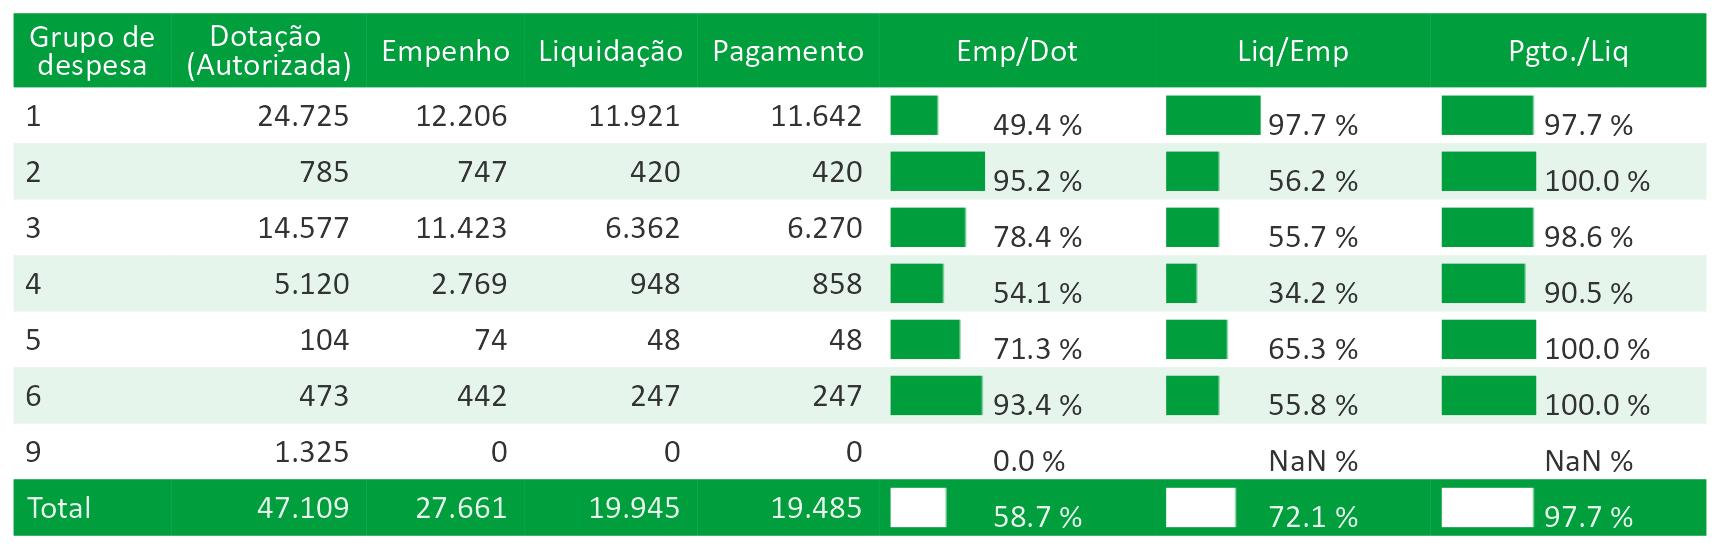 Grupo de despesa Dotação (Autorizada) Empenho Liquidação Pagamento Emp/Dot Liq/Emp Pgto./Liq
1 24.725 12.206 11.921 11.642 49.4 % 97.7 % 97.7 %
2 785 747 420 420 95.2 % 56.2 % 100.0 %
3 14.577 11.423 6.362 6.270 78.4 % 55.7 % 98.6 %
4 5.120 2.769 948 858 54.1 % 34.2 % 90.5 %
5 104 74 48 48 71.3 % 65.3 % 100.0 %
6 473 442 247 247 93.4 % 55.8 % 100.0 %
9 1.325 0 0 0 0.0 % NaN % NaN %
Total 47.109 27.661 19.945 19.485 58.7 % 72.1 % 97.7 %